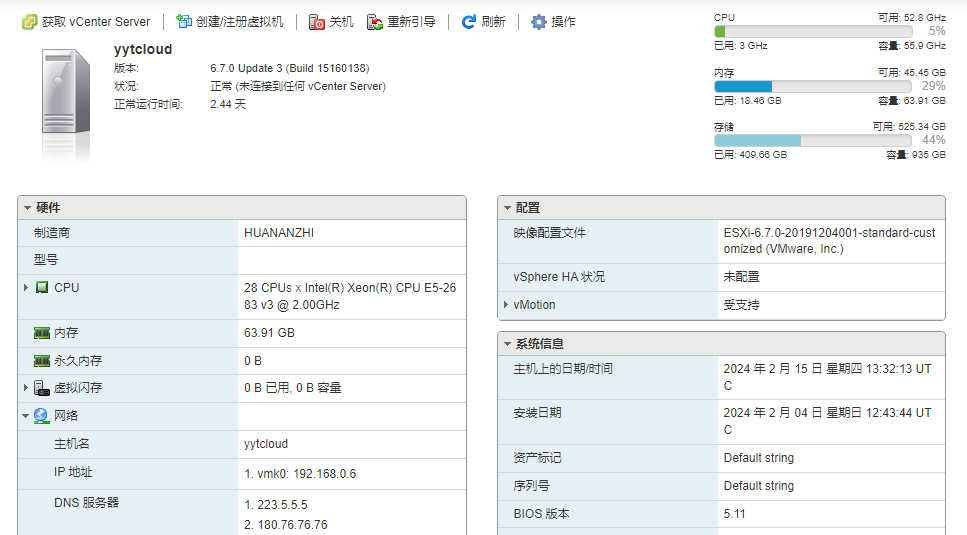 获取 vCenter Server 创建/注册虚拟机 关机 重新引导 刷新 操作
yytcloud
版本: 6.7.0 Update 3 (Build 15160138)
状况: 正常 (未连接到任何 vCenter Server)
正常运行时间: 2.44 天
CPU 可用: 52.8 GHz
5%
已用: 3 GHz 容量: 55.9 GHz
内存 可用: 45.45 GB
29%
已用: 18.46 GB 容量: 63.91 GB
存储 可用: 525.34 GB
44%
已用: 409.66 GB 容量: 935 GB
硬件
制造商 HUANANZHI
型号
CPU 28 CPUs x Intel(R) Xeon(R) CPU E5-26
83 v3 @ 2.00GHz
内存 63.91 GB
永久内存 0 B
虚拟闪存 0 B 已用, 0 B 容量
网络
主机名 yytcloud
IP 地址 1. vmk0: 192.168.0.6
DNS 服务器 1. 223.5.5.5
2. 180.76.76.76
配置
映像配置文件 ESXi-6.7.0-20191204001-standard-cust
omized (VMware, Inc.)
vSphere HA 状况 未配置
vMotion 受支持
系统信息
主机上的日期/时间 2024 年 2 月 15 日 星期四 13:32:13 UT
C
安装日期 2024 年 2 月 04 日 星期日 12:43:44 UT
C
资产标记 Default string
序列号 Default string
BIOS 版本 5.11